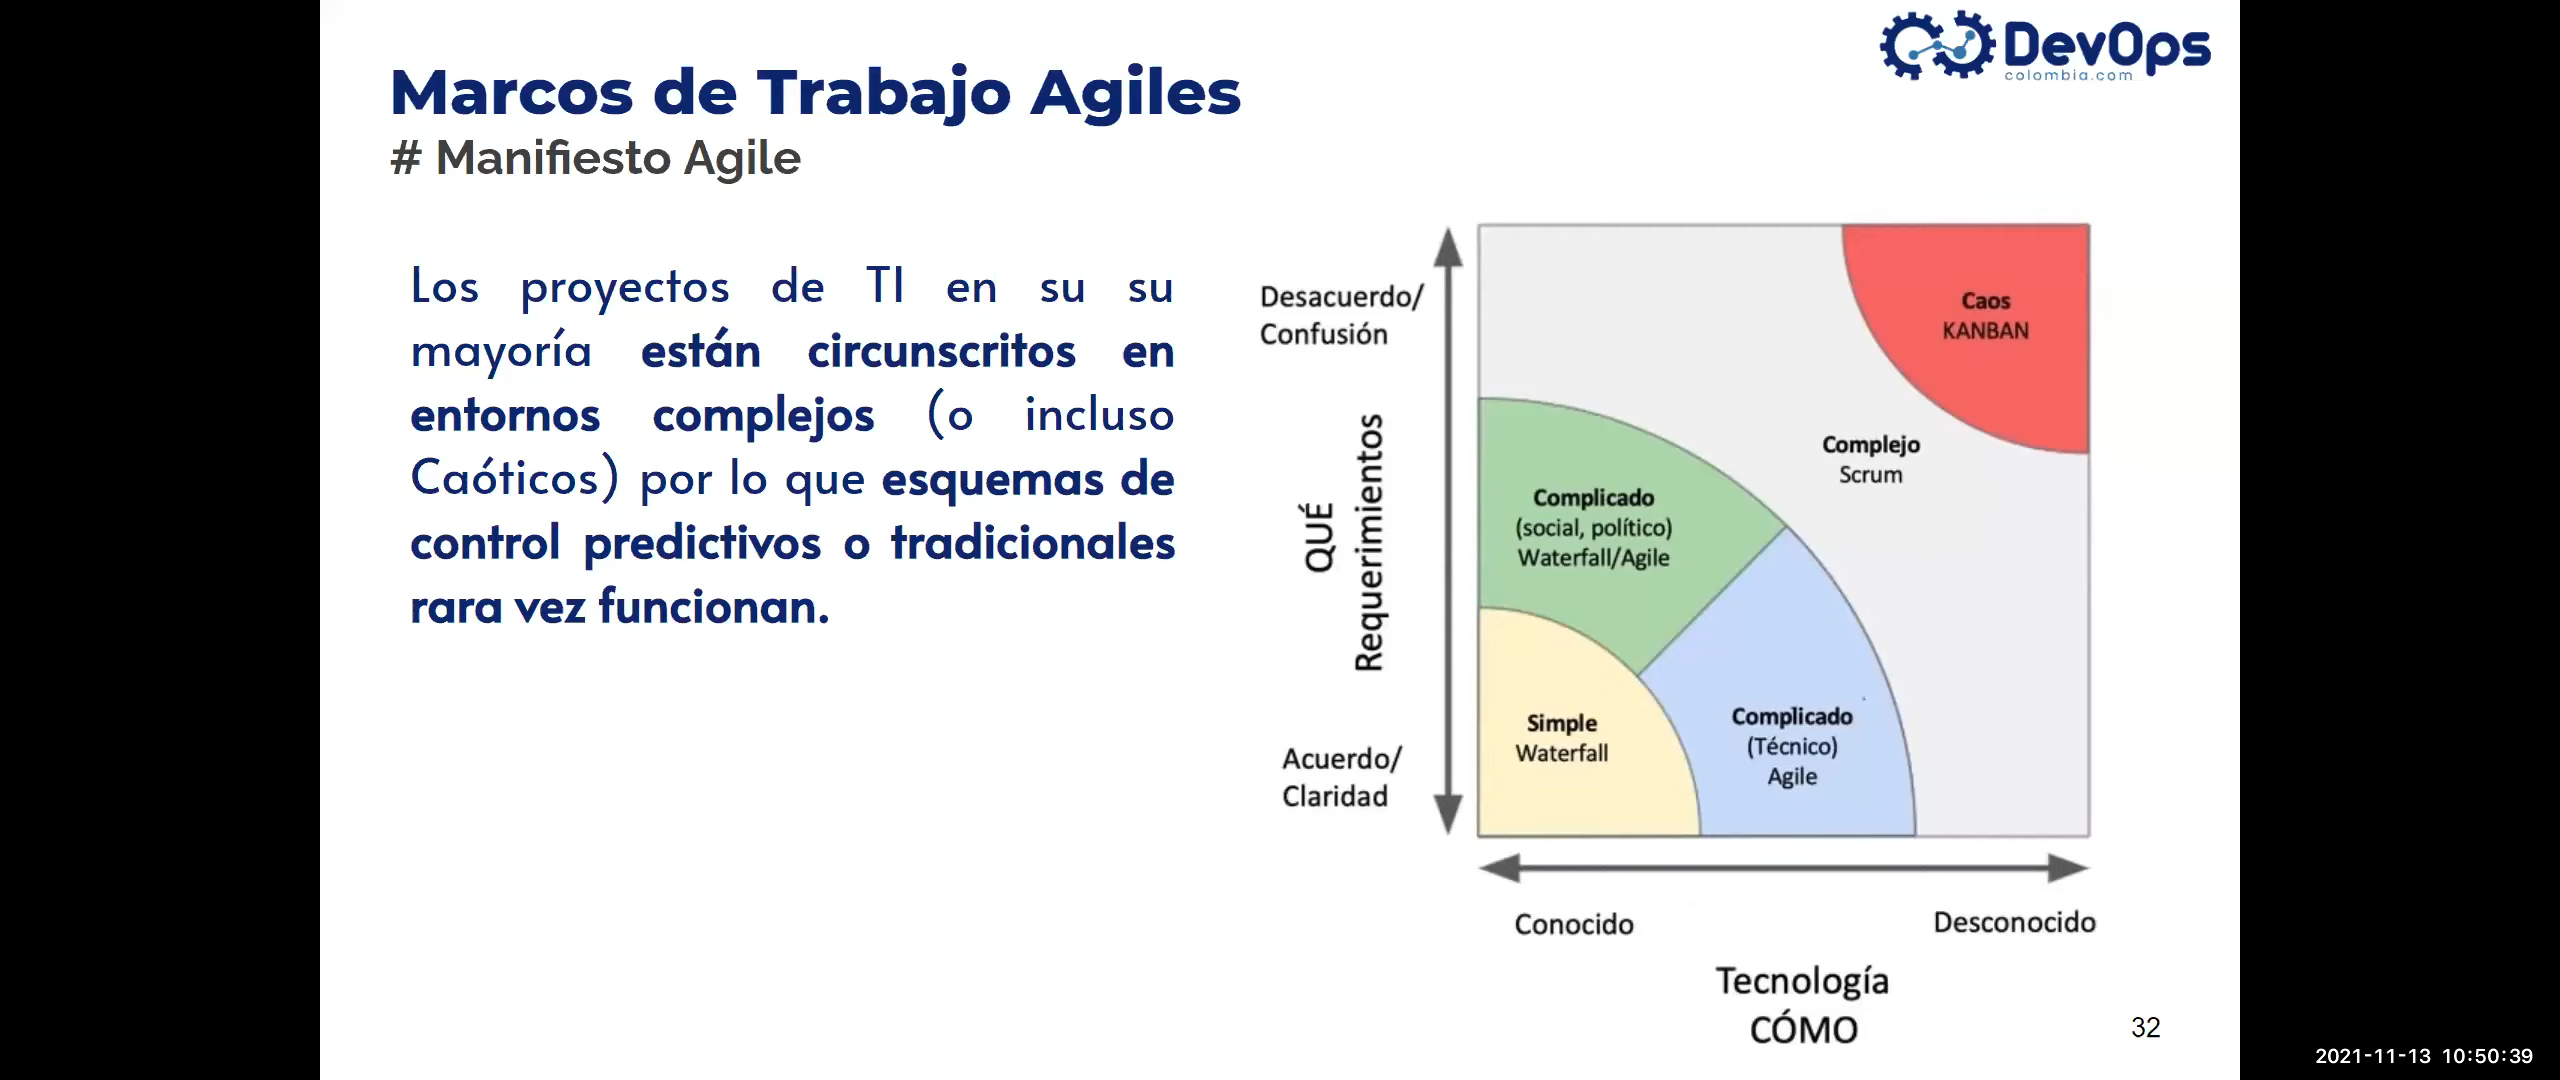 DevOps
colombia.com
Marcos de Trabajo Agiles
# Manifiesto Agile
Los proyectos de TI en su su
mayoría están circunscritos en
entornos complejos (o incluso
Caóticos) por lo que esquemas de
control predictivos o tradicionales
rara vez funcionan.
Desacuerdo/
Confusión
QUÉ
Requerimientos
Acuerdo/
Claridad
Caos
KANBAN
Complejo
Scrum
Complicado
(social, político)
Waterfall/Agile
Simple
Waterfall
Complicado
(Técnico)
Agile
Conocido
Desconocido
Tecnología
CÓMO
32
2021-11-13 10:50:39